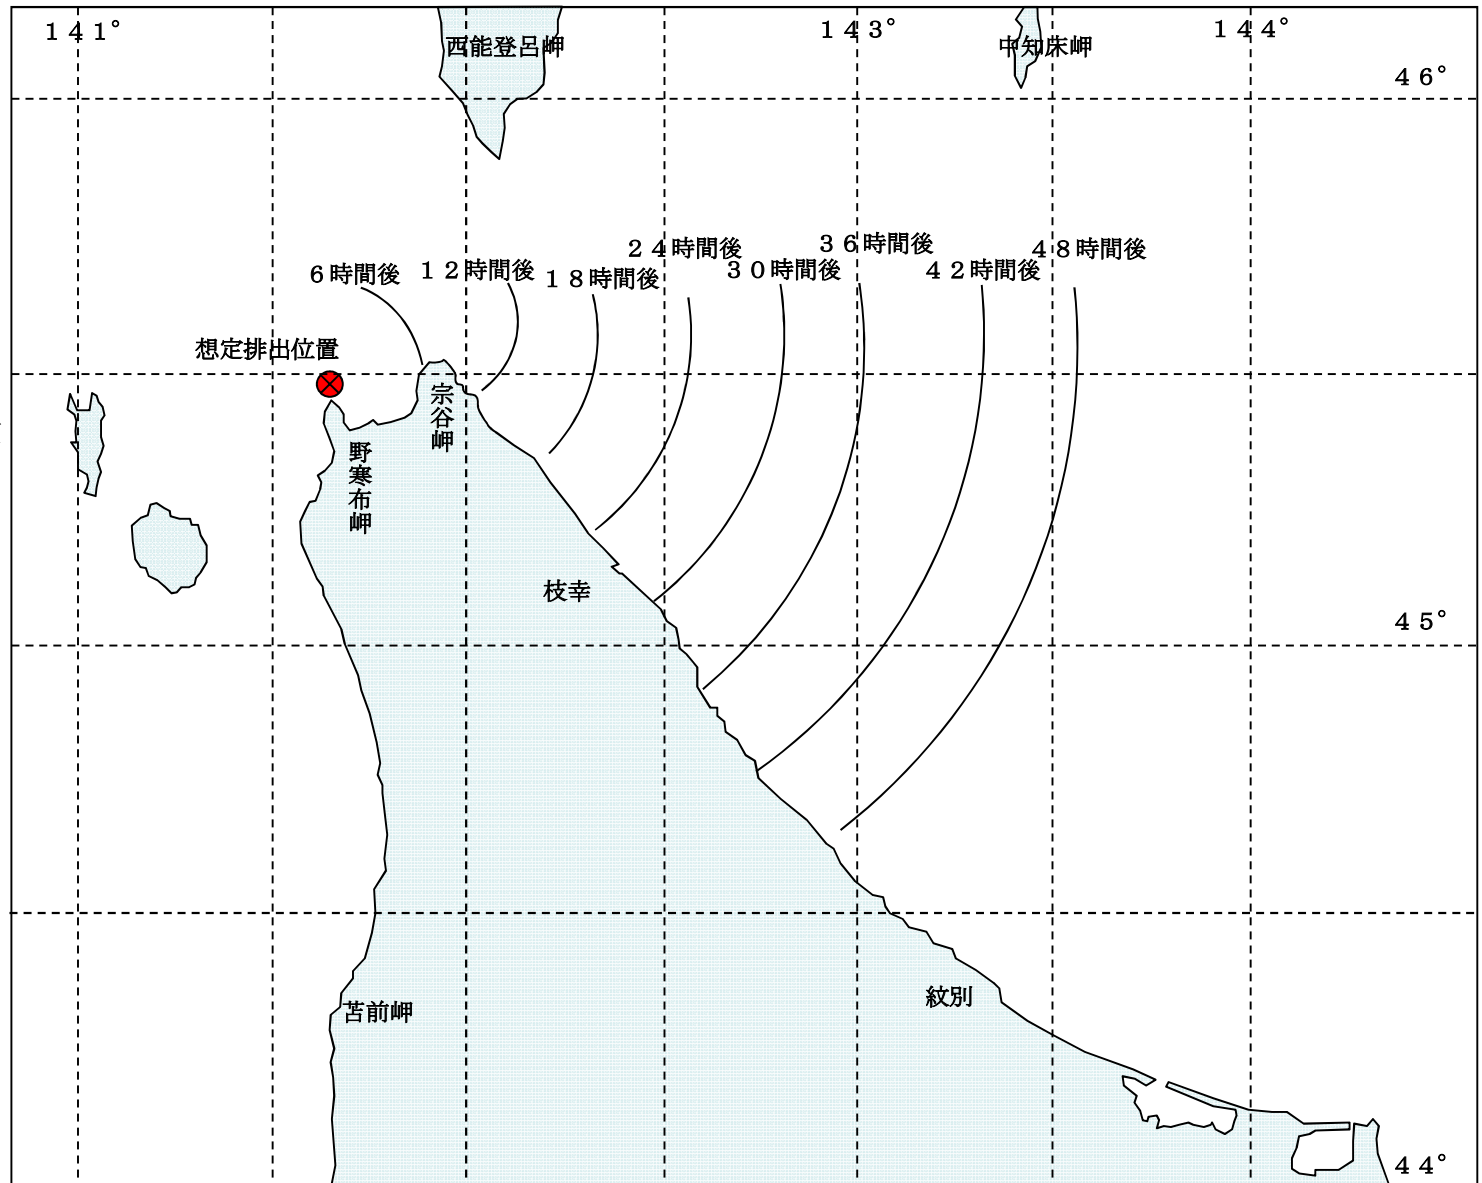 １４１°
１４３°
１４４°
西能登呂岬
中知床岬
４６°
６時間後
１２時間後
１８時間後
２４時間後
３０時間後
３６時間後
４２時間後
４８時間後
想定排出位置
宗谷岬
野寒布岬
枝幸
４５°
紋別
苫前岬
４４°